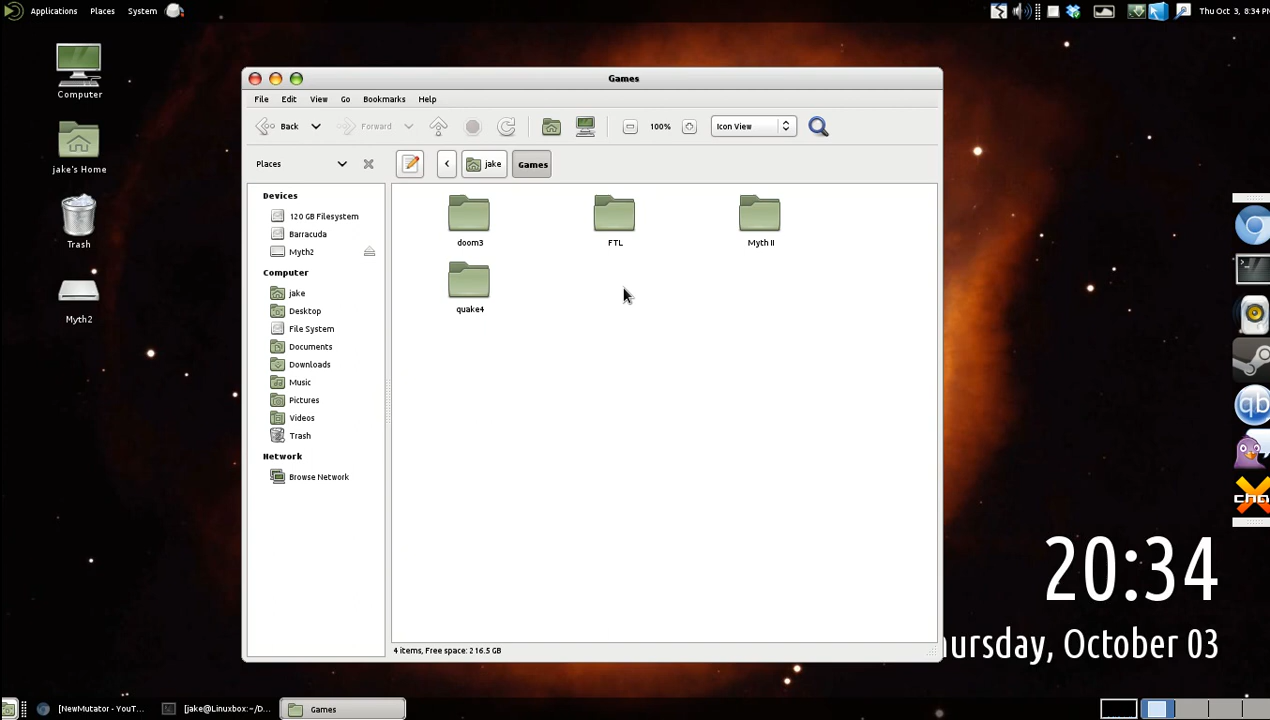 Applications Places System Thu Oct 3, 8:34 PM
Computer
jake's Home
Trash
Myth2
Games
File Edit View Go Bookmarks Help
Back Forward 100% Icon View
Places jake Games
Devices
120 GB Filesystem
Barracuda
Myth2
Computer
jake
Desktop
File System
Documents
Downloads
Music
Pictures
Videos
Trash
Network
Browse Network
doom3 FTL Myth II
quake4
4 items, Free space: 216.5 GB
qb
20:34
hursday, October 03
[NewMutator - YouT... [jake@Linuxbox:~/D... Games